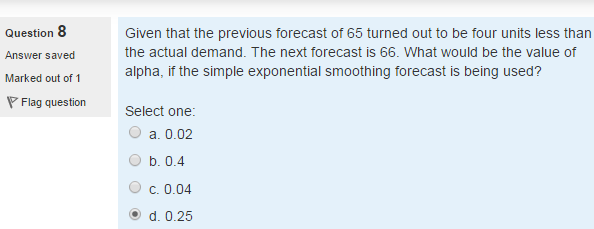 Question 8
Answer saved
Marked out of 1
Flag question
Given that the previous forecast of 65 turned out to be four units less than
the actual demand. The next forecast is 66. What would be the value of
alpha, if the simple exponential smoothing forecast is being used?
Select one:
a. 0.02
b. 0.4
c. 0.04
d. 0.25